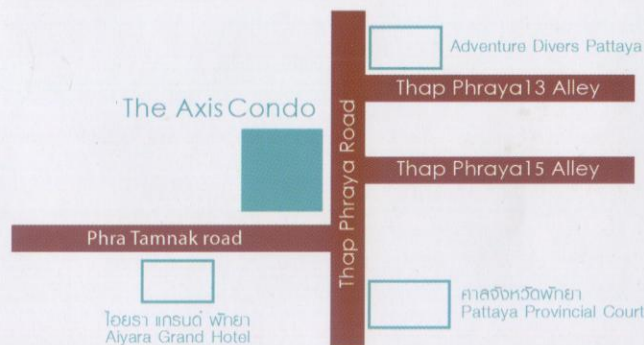 Adventure Divers Pattaya
Thap Phraya13 Alley
The Axis Condo
Thap Phraya Road
Thap Phraya15 Alley
Phra Tamnak road
ไอยรา แกรนด์ พัทยา
Aiyara Grand Hotel
ศาลจังหวัดพัทยา
Pattaya Provincial Court